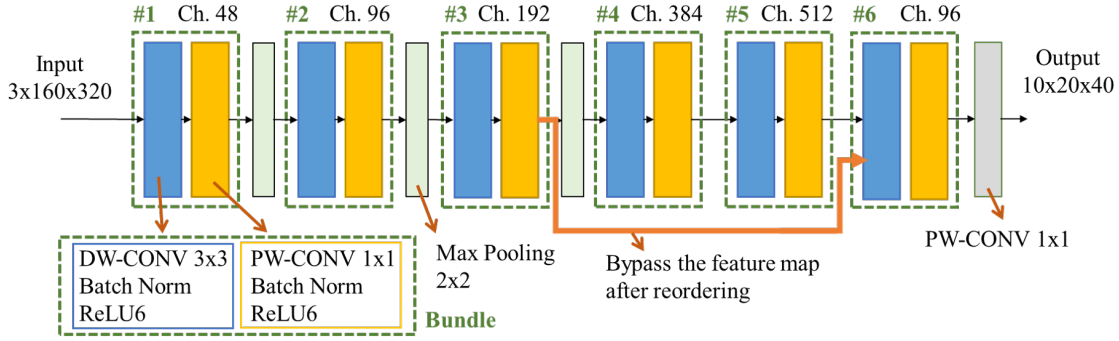 #1 Ch. 48
#2 Ch. 96
#3 Ch. 192
#4 Ch. 384
#5 Ch. 512
#6 Ch. 96
Input
3x160x320
Output
10x20x40
DW-CONV 3x3
Batch Norm
ReLU6
PW-CONV 1x1
Batch Norm
ReLU6
Bundle
Max Pooling
2x2
Bypass the feature map
after reordering
PW-CONV 1x1